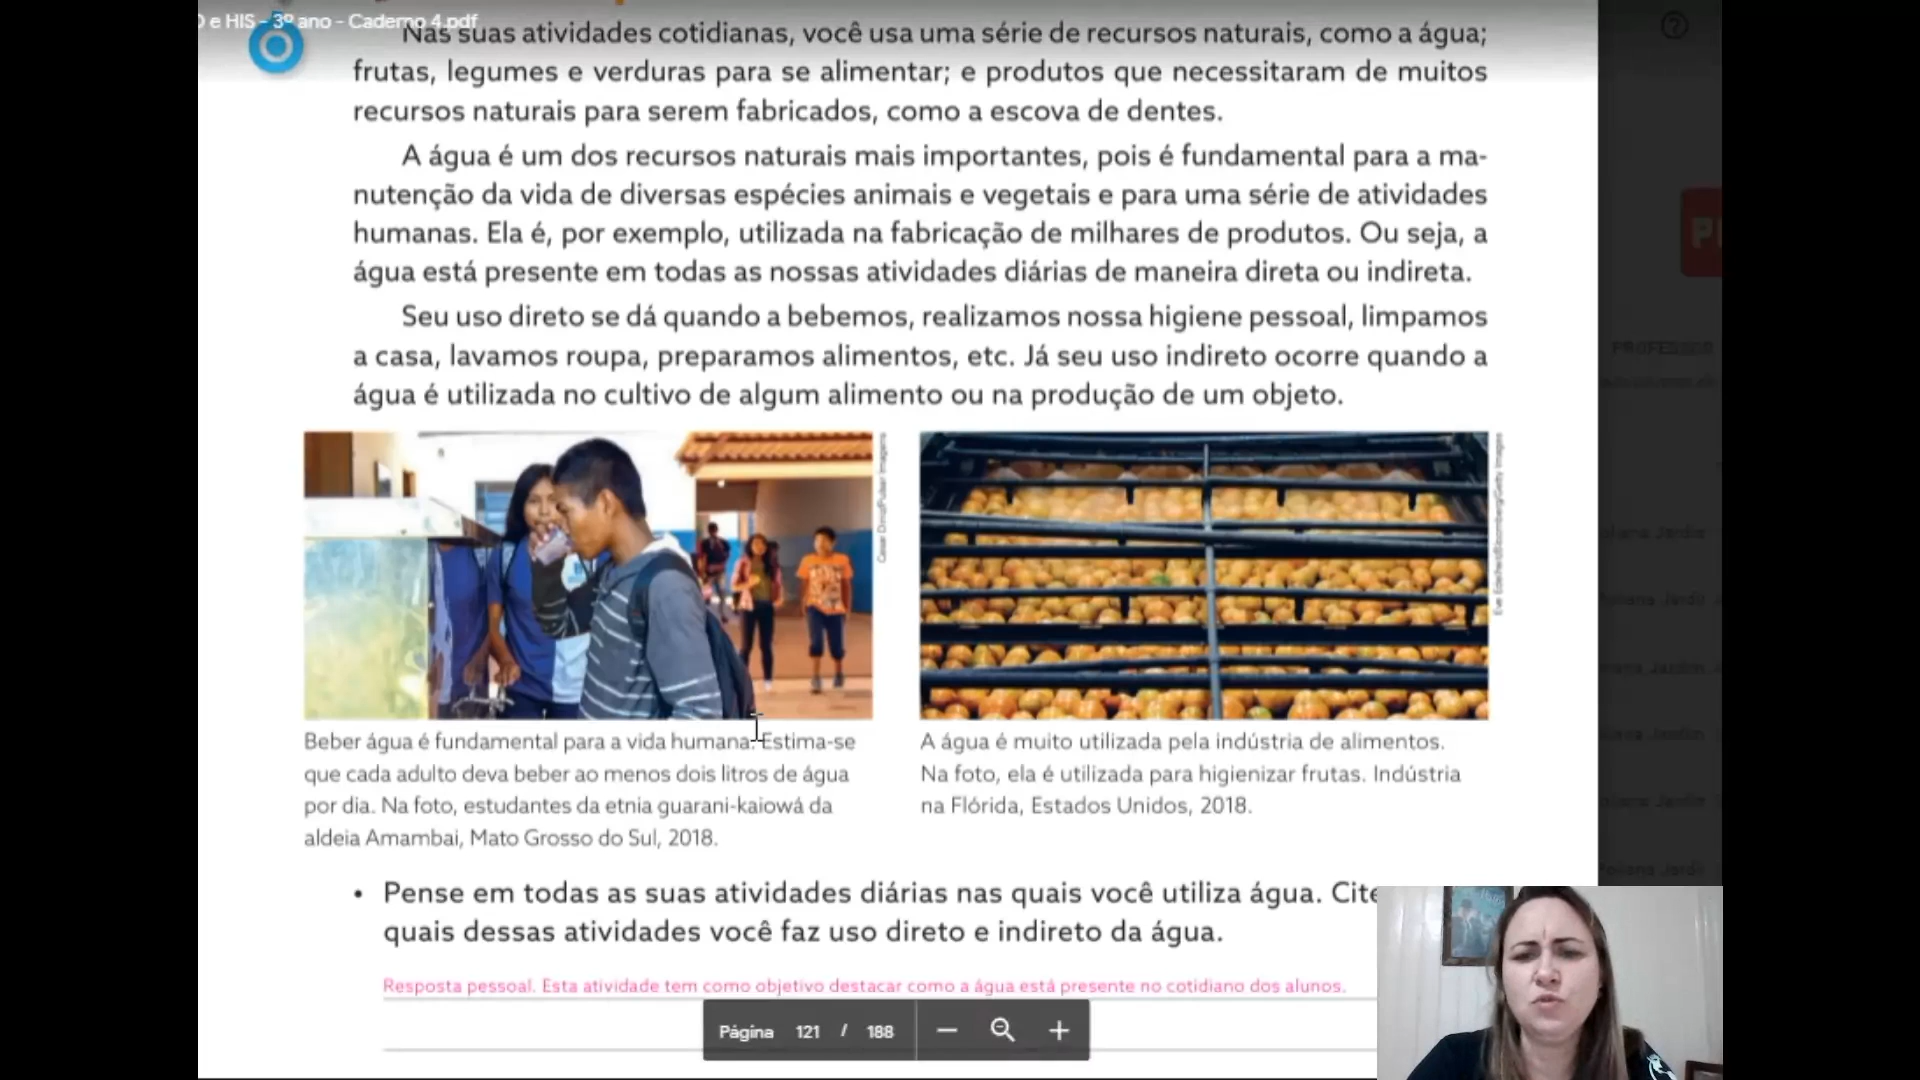 O e HIS - 3º ano - Caderno 4.pdf
Nas suas atividades cotidianas, você usa uma série de recursos naturais, como a água;
frutas, legumes e verduras para se alimentar; e produtos que necessitaram de muitos
recursos naturais para serem fabricados, como a escova de dentes.
A água é um dos recursos naturais mais importantes, pois é fundamental para a ma-
nutenção da vida de diversas espécies animais e vegetais e para uma série de atividades
humanas. Ela é, por exemplo, utilizada na fabricação de milhares de produtos. Ou seja, a
água está presente em todas as nossas atividades diárias de maneira direta ou indireta.
Seu uso direto se dá quando a bebemos, realizamos nossa higiene pessoal, limpamos
a casa, lavamos roupa, preparamos alimentos, etc. Já seu uso indireto ocorre quando a
água é utilizada no cultivo de algum alimento ou na produção de um objeto.
Beber água é fundamental para a vida humana. Estima-se
que cada adulto deva beber ao menos dois litros de água
por dia. Na foto, estudantes da etnia guarani-kaiowá da
aldeia Amambai, Mato Grosso do Sul, 2018.
A água é muito utilizada pela indústria de alimentos.
Na foto, ela é utilizada para higienizar frutas. Indústria
na Flórida, Estados Unidos, 2018.
• Pense em todas as suas atividades diárias nas quais você utiliza água. Cite
quais dessas atividades você faz uso direto e indireto da água.
Resposta pessoal. Esta atividade tem como objetivo destacar como a água está presente no cotidiano dos alunos.
Página 121 / 188